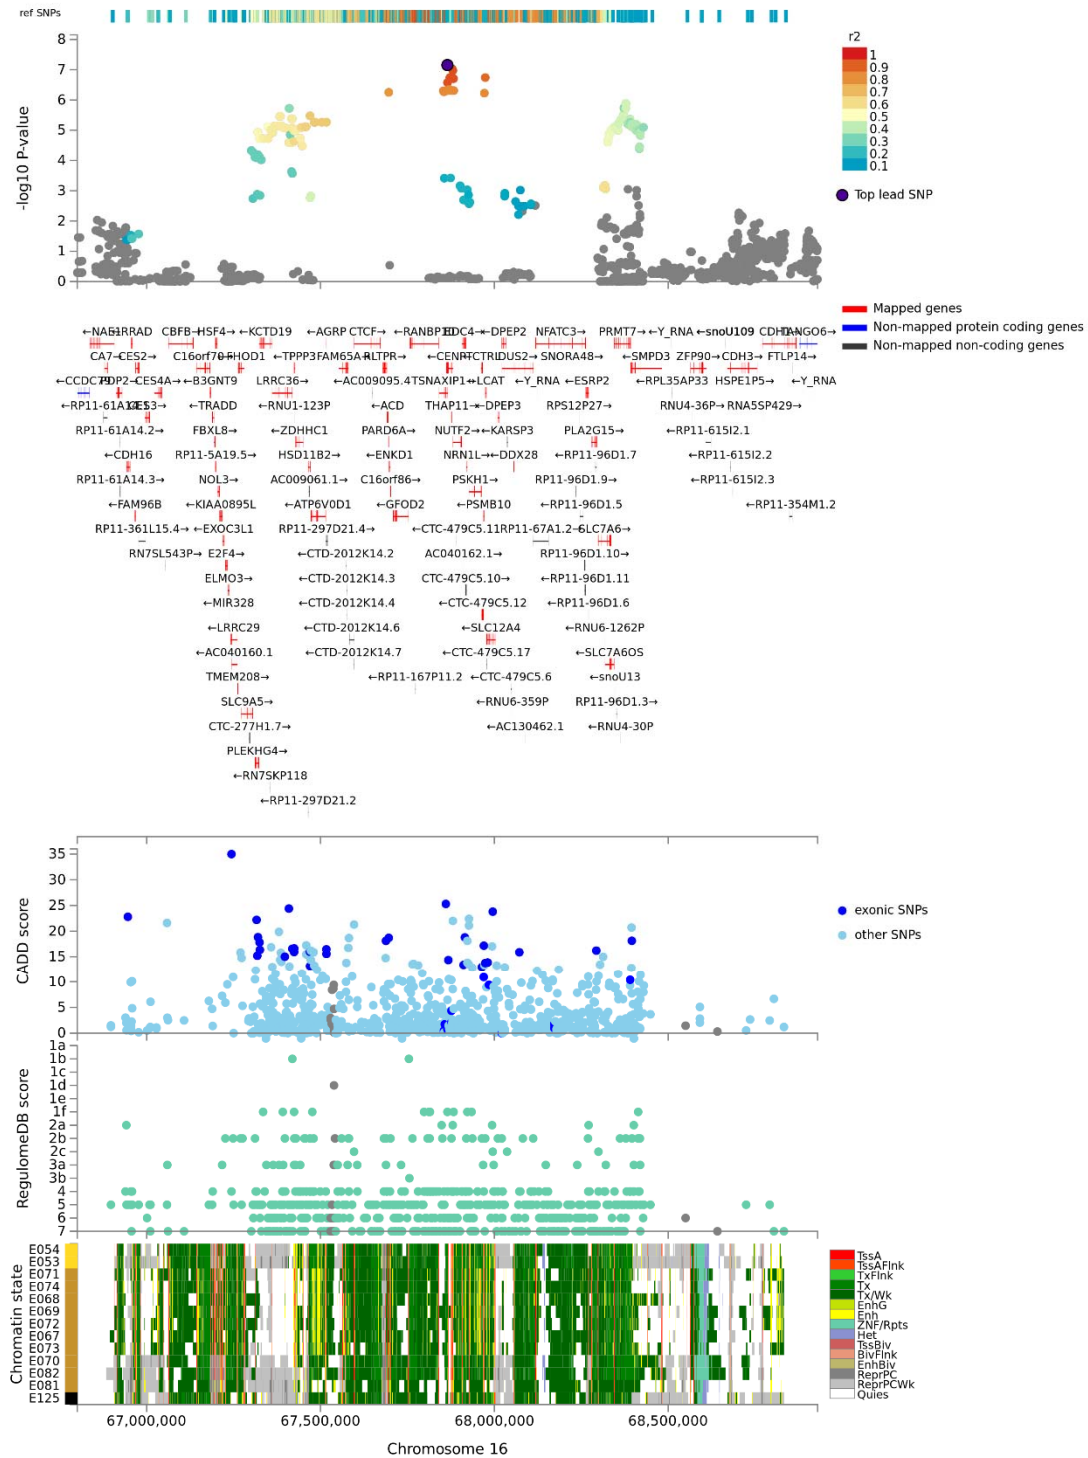 ref SNPs
r2
1
0.9
0.8
0.7
0.6
0.5
0.4
0.3
0.2
0.1
Top lead SNP
8
7
6
5
4
3
2
1
0
-log10 P-value
Mapped genes
Non-mapped protein coding genes
Non-mapped non-coding genes
CBFB→HSF4→ ←KCTD19 ←AGRP CTCF→ ←DPEP2 NFATC3→ PRMT7→ ←Y_RNA ←snoU109
CA7→ ←TPPP3 FAM65A→ SNORA48→ ←SMPD3 ZFP90→ CDH3→ FTLP14→
←B3GNT9 LRRC36→ ←AC009095.4 TSNAXIP1→ ←LCAT ←Y_RNA ←ESRP2 ←RPL35AP33 HSPE1P5→ ←Y_RNA
←TRADD ←RNU1-123P ←ACD THAP11→ ←DPEP3 RPS12P27→ RNU4-36P→ RNA5SP429→
RP11-61A14.2→ FBXL8→ ←ZDHHC1 PARD6A→ NUTF2→ ←KARSP3 PLA2G15→ ←RP11-615I2.1
←CDH16 RP11-5A19.5→ HSD11B2→ ←ENKD1 NRN1L→ ←DDX28 ←RP11-96D1.7 ←RP11-615I2.2
RP11-61A14.3→ NOL3→ AC009061.1→ C16orf86→ PSKH1→ RP11-96D1.9→ ←RP11-615I2.3
←FAM96B ←KIAA0895L ←ATP6V0D1 ←GFOD2 ←PSMB10 ←RP11-96D1.5 ←RP11-354M1.2
RP11-361L15.4→ ←EXOC3L1 RP11-297D21.4→ ←CTC-479C5.11 RP11-67A1.2→ SLC7A6→
RN7SL543P→ E2F4→ ←CTD-2012K14.2 AC040162.1→ RP11-96D1.10→
ELMO3→ ←CTD-2012K14.3 CTC-479C5.10→ ←RP11-96D1.11
←MIR328 ←CTD-2012K14.4 ←CTC-479C5.12 ←RP11-96D1.6
←LRRC29 ←CTD-2012K14.6 ←SLC12A4 ←RNU6-1262P
←AC040160.1 ←CTD-2012K14.7 ←CTC-479C5.17 ←SLC7A6OS
TMEM208→ ←RP11-167P11.2 ←CTC-479C5.6 ←snoU13
SLC9A5→ ←RNU6-359P RP11-96D1.3→
CTC-277H1.7→ ←AC130462.1 ←RNU4-30P
PLEKHG4→
←RN7SKP118
←RP11-297D21.2
35
30
25
20
15
10
5
0
CADD score
exonic SNPs
other SNPs
1a
1b
1c
1d
1e
1f
2a
2b
2c
3a
3b
4
5
6
7
RegulomeDB score
E054
E053
E071
E074
E068
E069
E072
E067
E073
E070
E082
E081
E125
Chromatin state
TssA
TssAFlnk
TxFlnk
Tx
Tx/Wk
EnhG
Enh
ZNF/Rpts
Het
TssBiv
BivFlnk
EnhBiv
ReprPC
ReprPCWk
Quies
67,000,000 67,500,000 68,000,000 68,500,000
Chromosome 16